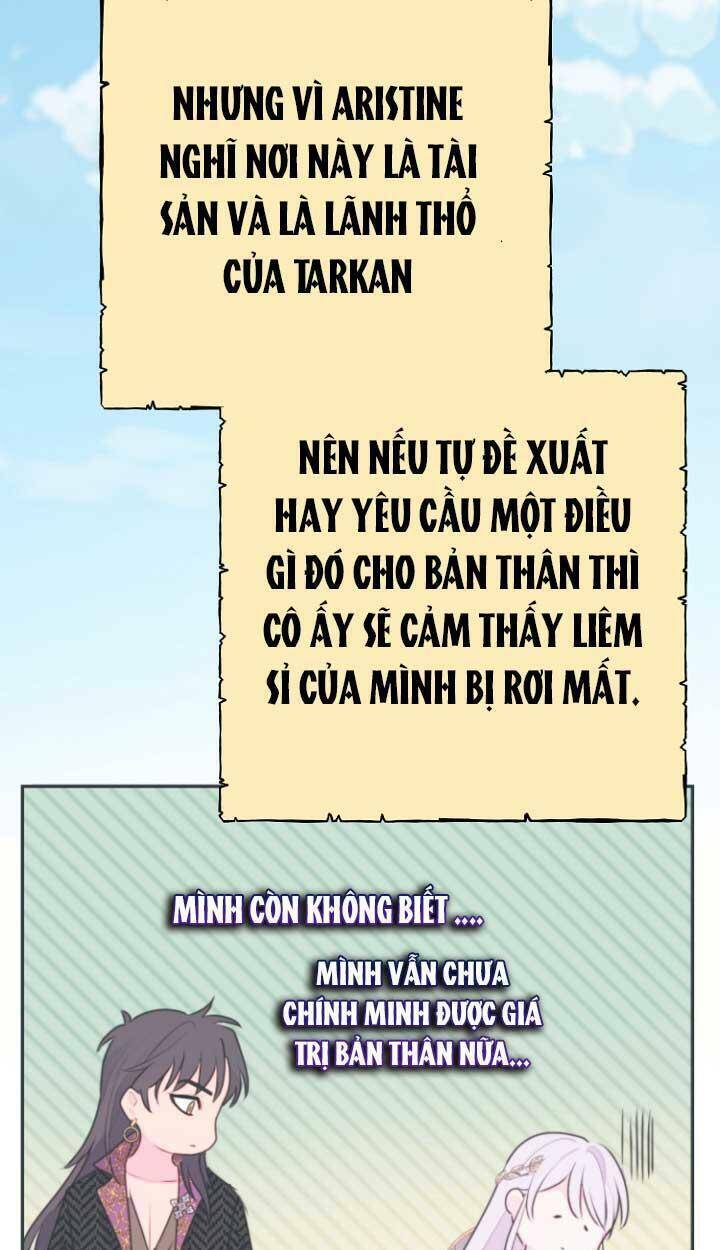 NHƯNG VÌ ARISTINE
NGHĨ NƠI NÀY LÀ TÀI
SẢN VÀ LÀ LÃNH THỔ
CỦA TARKAN
NÊN NẾU TỰ ĐỀ XUẤT
HAY YÊU CẦU MỘT ĐIỀU
GÌ ĐÓ CHO BẢN THÂN THÌ
CÔ ẤY SẼ CẢM THẤY LIÊM
SỈ CỦA MÌNH BỊ RƠI MẤT.
MÌNH CÒN KHÔNG BIẾT ....
MÌNH VẪN CHƯA
CHÍNH MINH ĐƯỢC GIÁ
TRỊ BẢN THÂN NỮA...